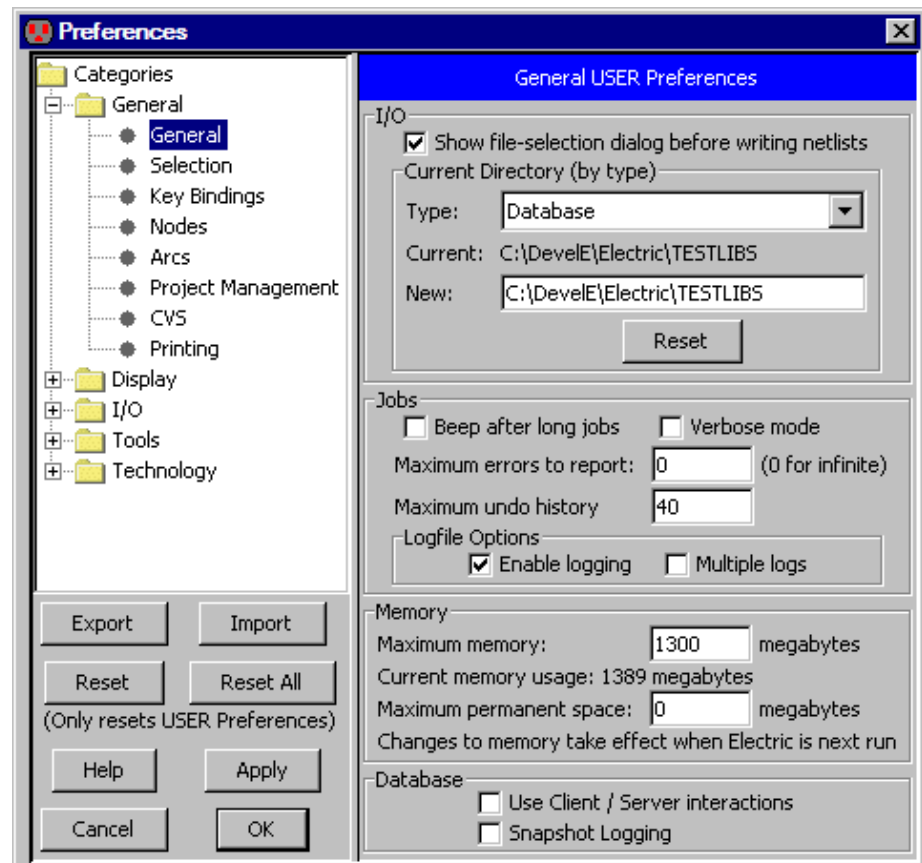 Preferences
Categories
General
General
Selection
Key Bindings
Nodes
Arcs
Project Management
CVS
Printing
Display
I/O
Tools
Technology
Export Import
Reset Reset All
(Only resets USER Preferences)
Help Apply
Cancel OK
General USER Preferences
I/O
Show file-selection dialog before writing netlists
Current Directory (by type)
Type: Database
Current: C:\DevelE\Electric\TESTLIBS
New: C:\DevelE\Electric\TESTLIBS
Reset
Jobs
Beep after long jobs Verbose mode
Maximum errors to report: 0 (0 for infinite)
Maximum undo history 40
Logfile Options
Enable logging Multiple logs
Memory
Maximum memory: 1300 megabytes
Current memory usage: 1389 megabytes
Maximum permanent space: 0 megabytes
Changes to memory take effect when Electric is next run
Database
Use Client / Server interactions
Snapshot Logging